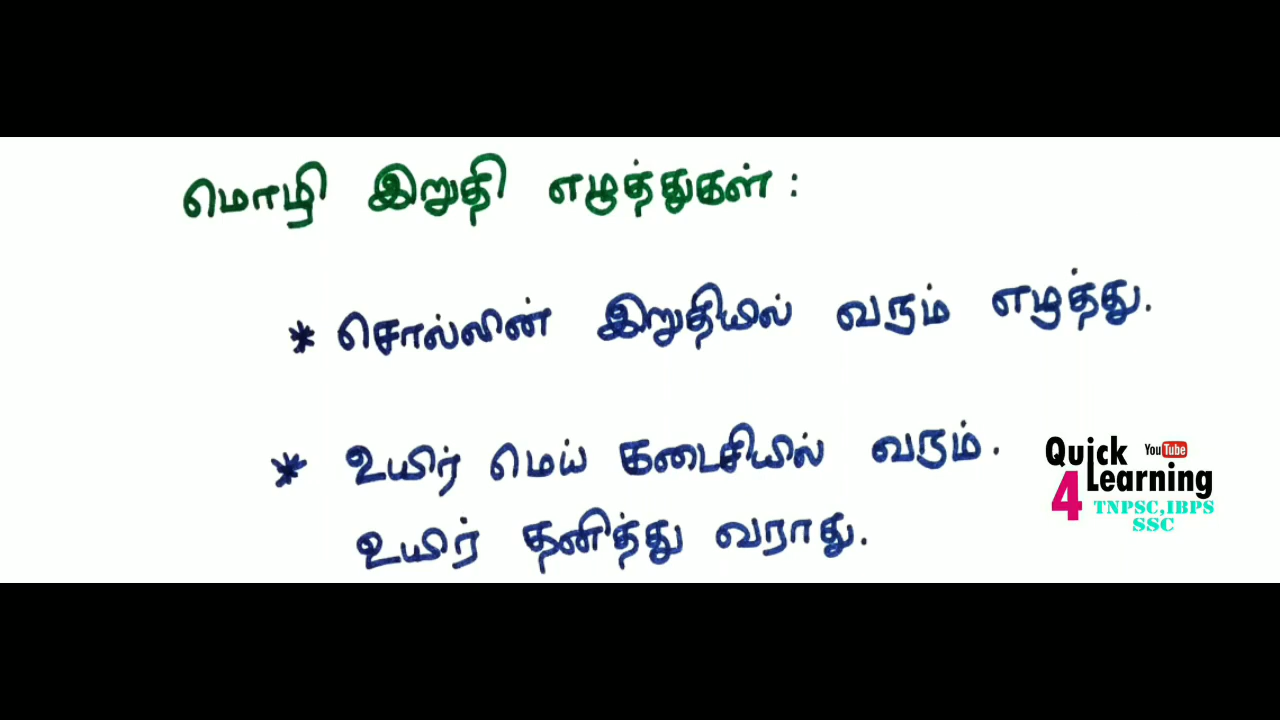 மொழி இறுதி எழுத்துகள் :
* சொல்லின் இறுதியில் வரும் எழுத்து.
* உயிர் மெய் கடைசியில் வரும்.
உயிர் தனித்து வராது.
Quick YouTube
4 Learning
TNPSC,IBPS
SSC